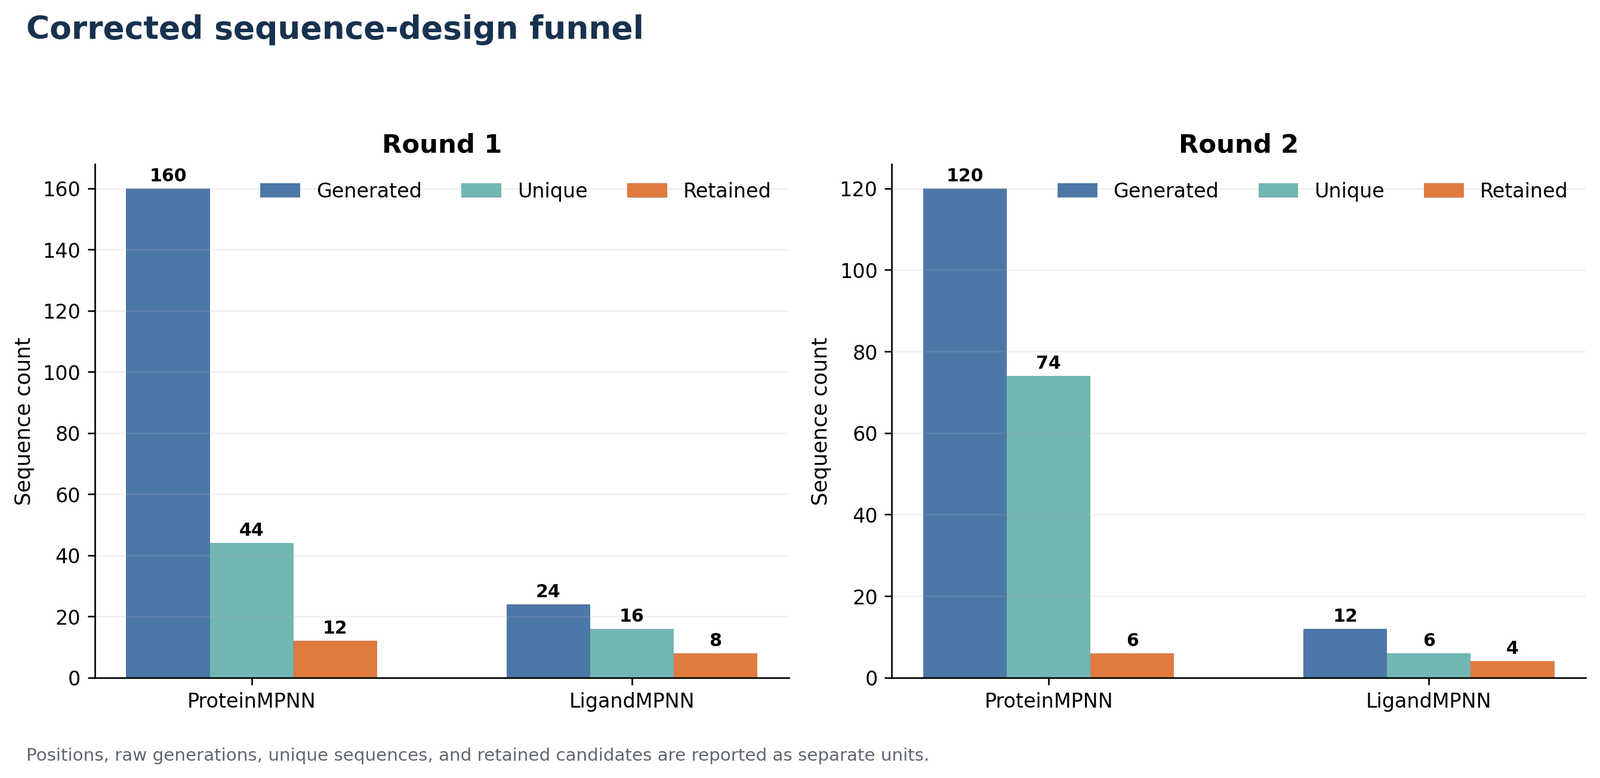 Corrected sequence-design funnel
Round 1
Generated Unique Retained
Sequence count
160
140
120
100
80
60
40
20
0
160
44
12
24
16
8
ProteinMPNN LigandMPNN
Round 2
Generated Unique Retained
Sequence count
120
100
80
60
40
20
0
120
74
6
12
6
4
ProteinMPNN LigandMPNN
Positions, raw generations, unique sequences, and retained candidates are reported as separate units.